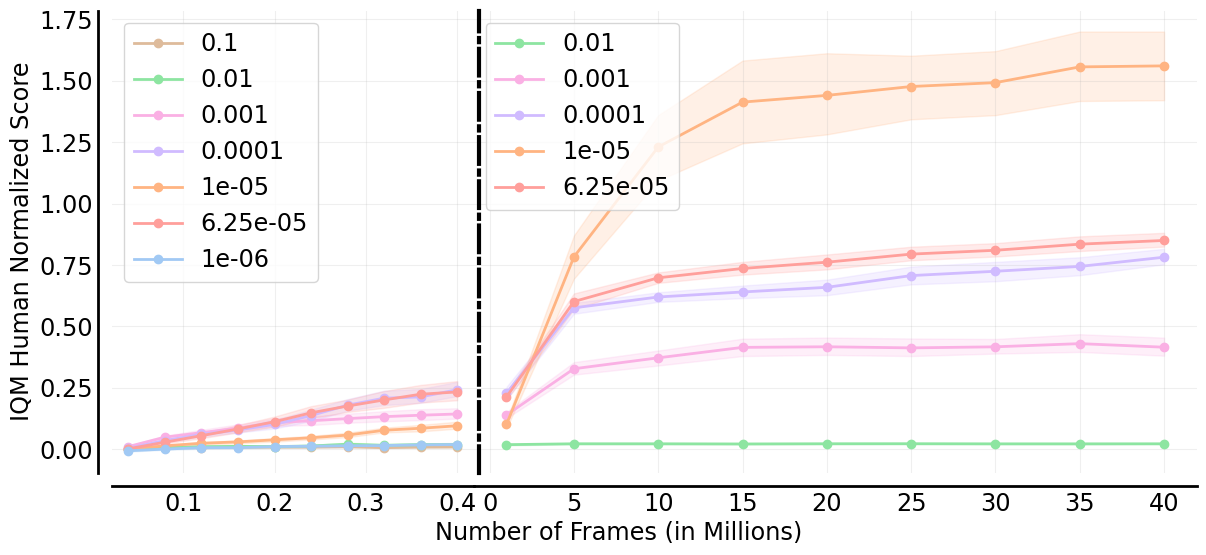 IQM Human Normalized Score
1.75
1.50
1.25
1.00
0.75
0.50
0.25
0.00
0.1
0.01
0.001
0.0001
1e-05
6.25e-05
1e-06
0.01
0.001
0.0001
1e-05
6.25e-05
0.1 0.2 0.3 0.4 0 5 10 15 20 25 30 35 40
Number of Frames (in Millions)